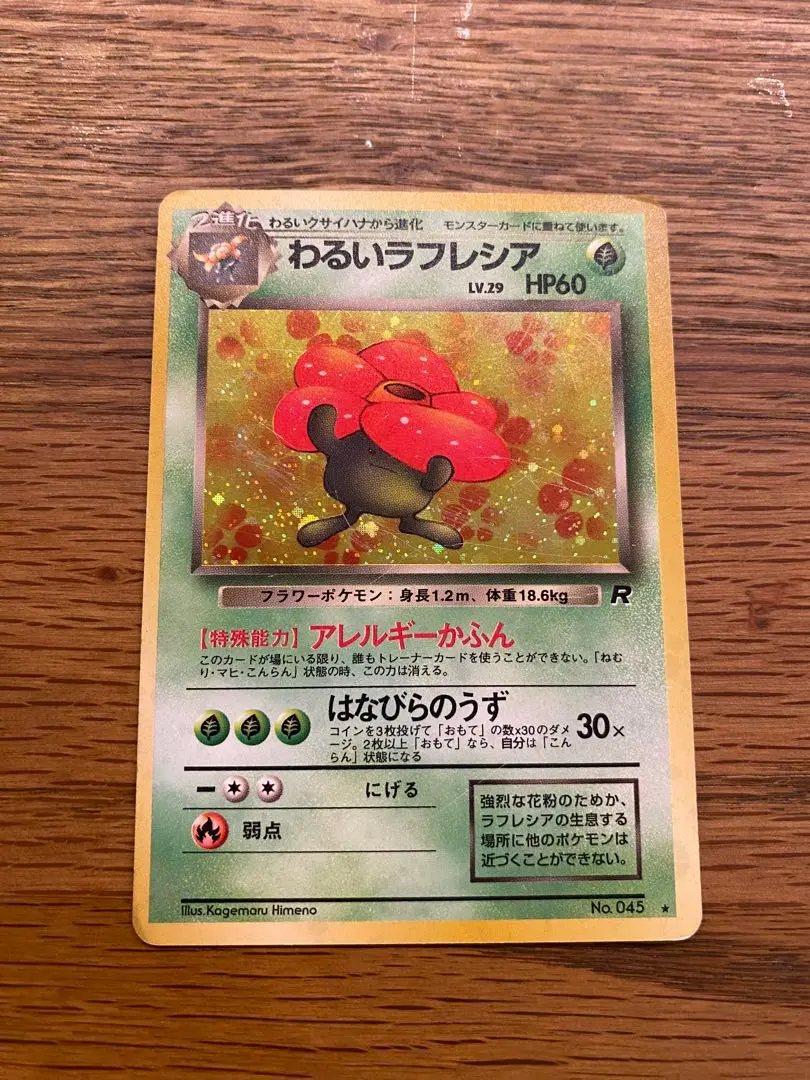 2進化 わるいクサイハナから進化 モンスターカードに重ねて使います。
わるいラフレシア
LV.29 HP60
フラワーポケモン：身長1.2m、体重18.6kg R
【特殊能力】アレルギーかふん
このカードが場にいる限り、誰もトレーナーカードを使うことができない。「ねむ
り・マヒ・こんらん」状態の時、この力は消える。
はなびらのうず
コインを3枚投げて「おもて」の数x30のダメ
ージ。2枚以上「おもて」なら、自分は「こん
らん」状態になる
30×
にげる
弱点
強烈な花粉のためか、
ラフレシアの生息する
場所に他のポケモンは
近づくことができない。
Illus.Kagemaru Himeno No.045 ★